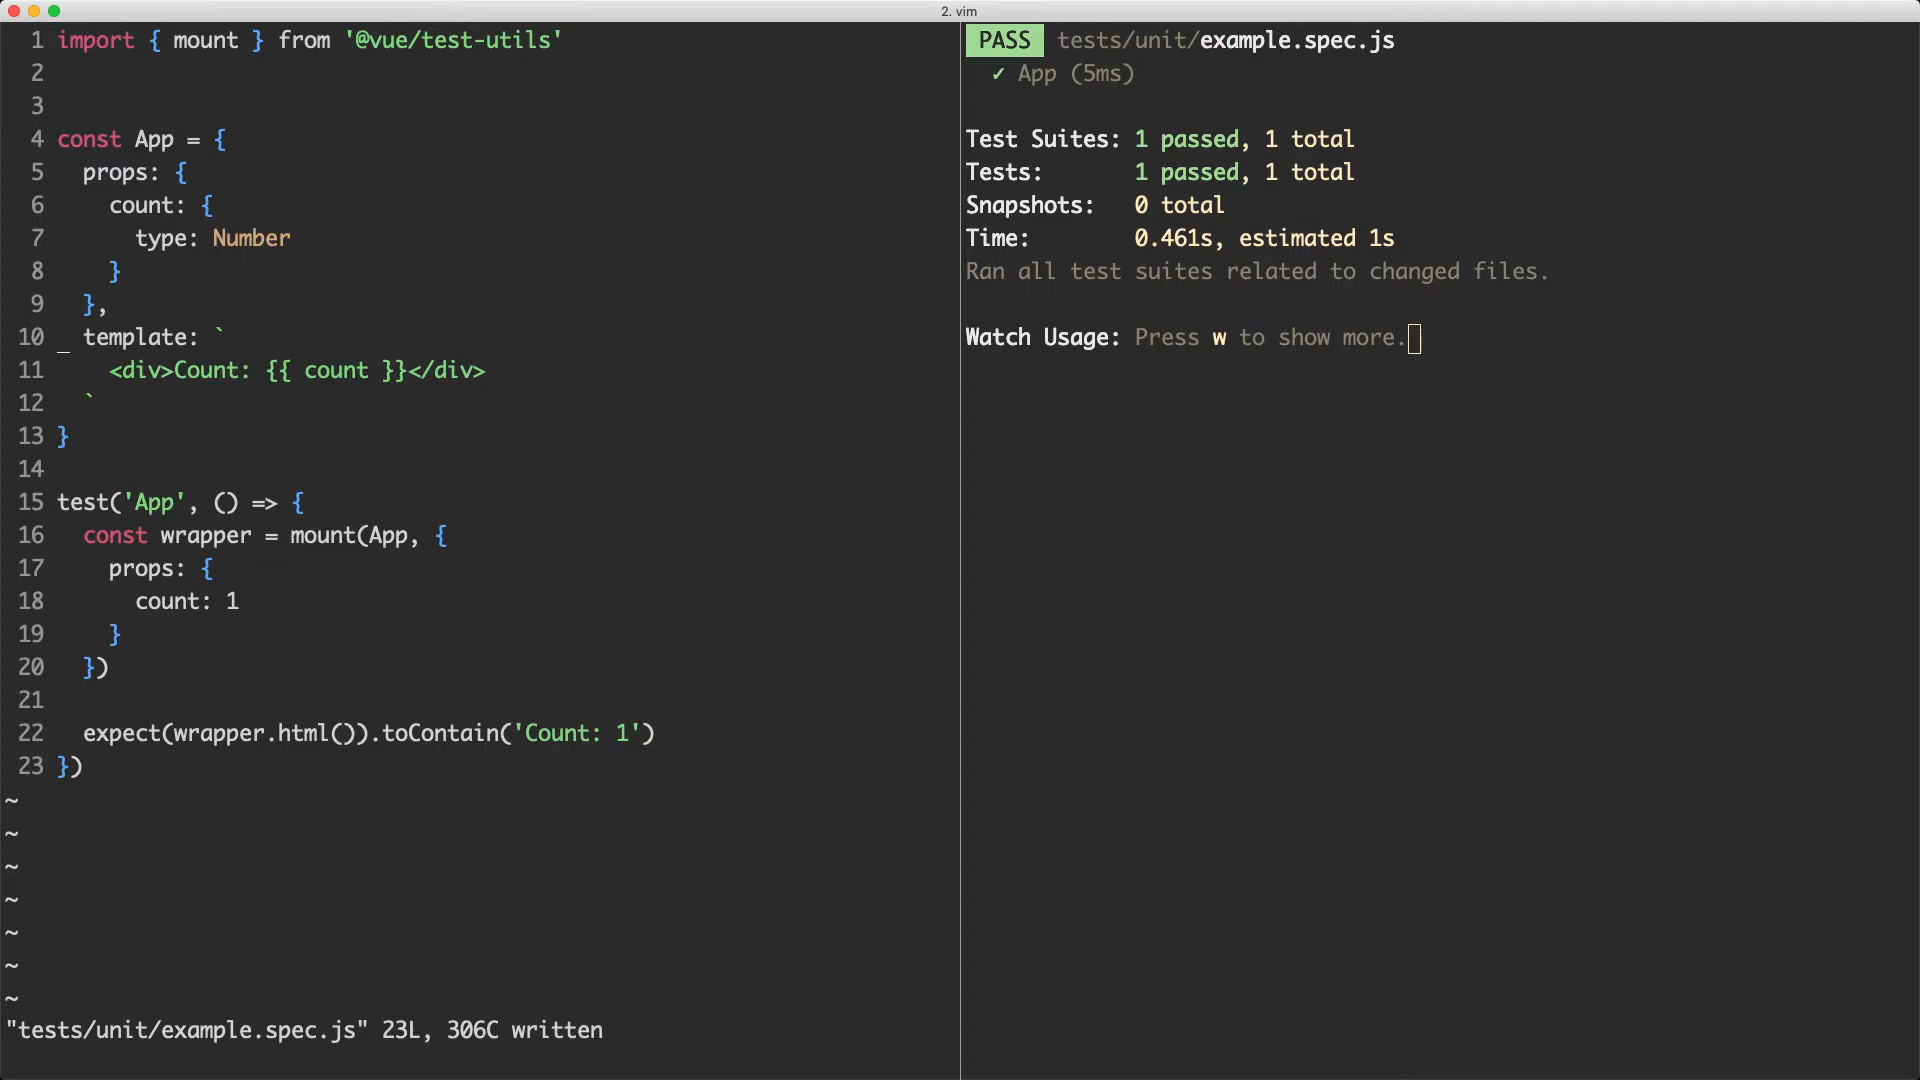 2. vim
1 import { mount } from '@vue/test-utils'
2
3
4 const App = {
5   props: {
6     count: {
7       type: Number
8     }
9   },
10   template: `
11     <div>Count: {{ count }}</div>
12   `
13 }
14
15 test('App', () => {
16   const wrapper = mount(App, {
17     props: {
18       count: 1
19     }
20   })
21
22   expect(wrapper.html()).toContain('Count: 1')
23 })
~
~
~
~
~
~
~
"tests/unit/example.spec.js" 23L, 306C written
PASS tests/unit/example.spec.js
✓ App (5ms)
Test Suites: 1 passed, 1 total
Tests:       1 passed, 1 total
Snapshots:   0 total
Time:        0.461s, estimated 1s
Ran all test suites related to changed files.
Watch Usage: Press w to show more.